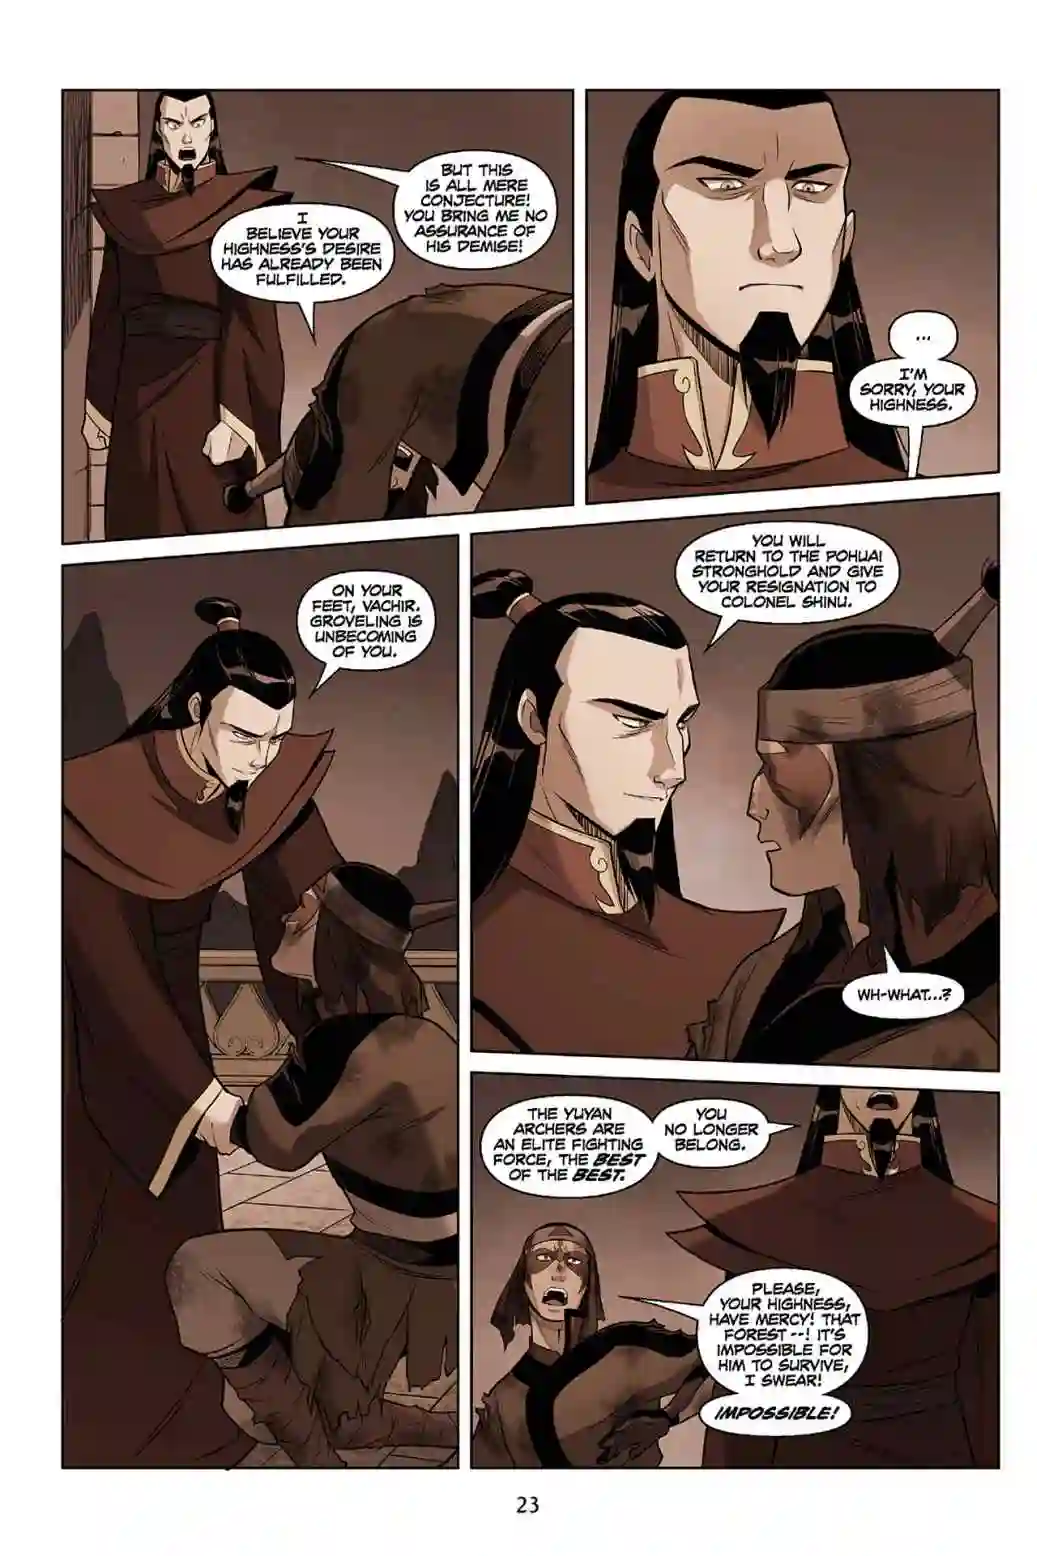 I
BELIEVE YOUR
HIGHNESS'S DESIRE
HAS ALREADY BEEN
FULFILLED.
BUT THIS
IS ALL MERE
CONJECTURE!
YOU BRING ME NO
ASSURANCE OF
HIS DEMISE!
...
I'M
SORRY, YOUR
HIGHNESS.
ON YOUR
FEET, VACHIR.
GROVELING IS
UNBECOMING
OF YOU.
YOU WILL
RETURN TO THE POHUAI
STRONGHOLD AND GIVE
YOUR RESIGNATION TO
COLONEL SHINU.
WH-WHAT...?
THE YUYAN
ARCHERS ARE
AN ELITE FIGHTING
FORCE, THE BEST
OF THE BEST.
YOU
NO LONGER
BELONG.
PLEASE,
YOUR HIGHNESS,
HAVE MERCY! THAT
FOREST --! IT'S
IMPOSSIBLE FOR
HIM TO SURVIVE,
I SWEAR!
IMPOSSIBLE!
23